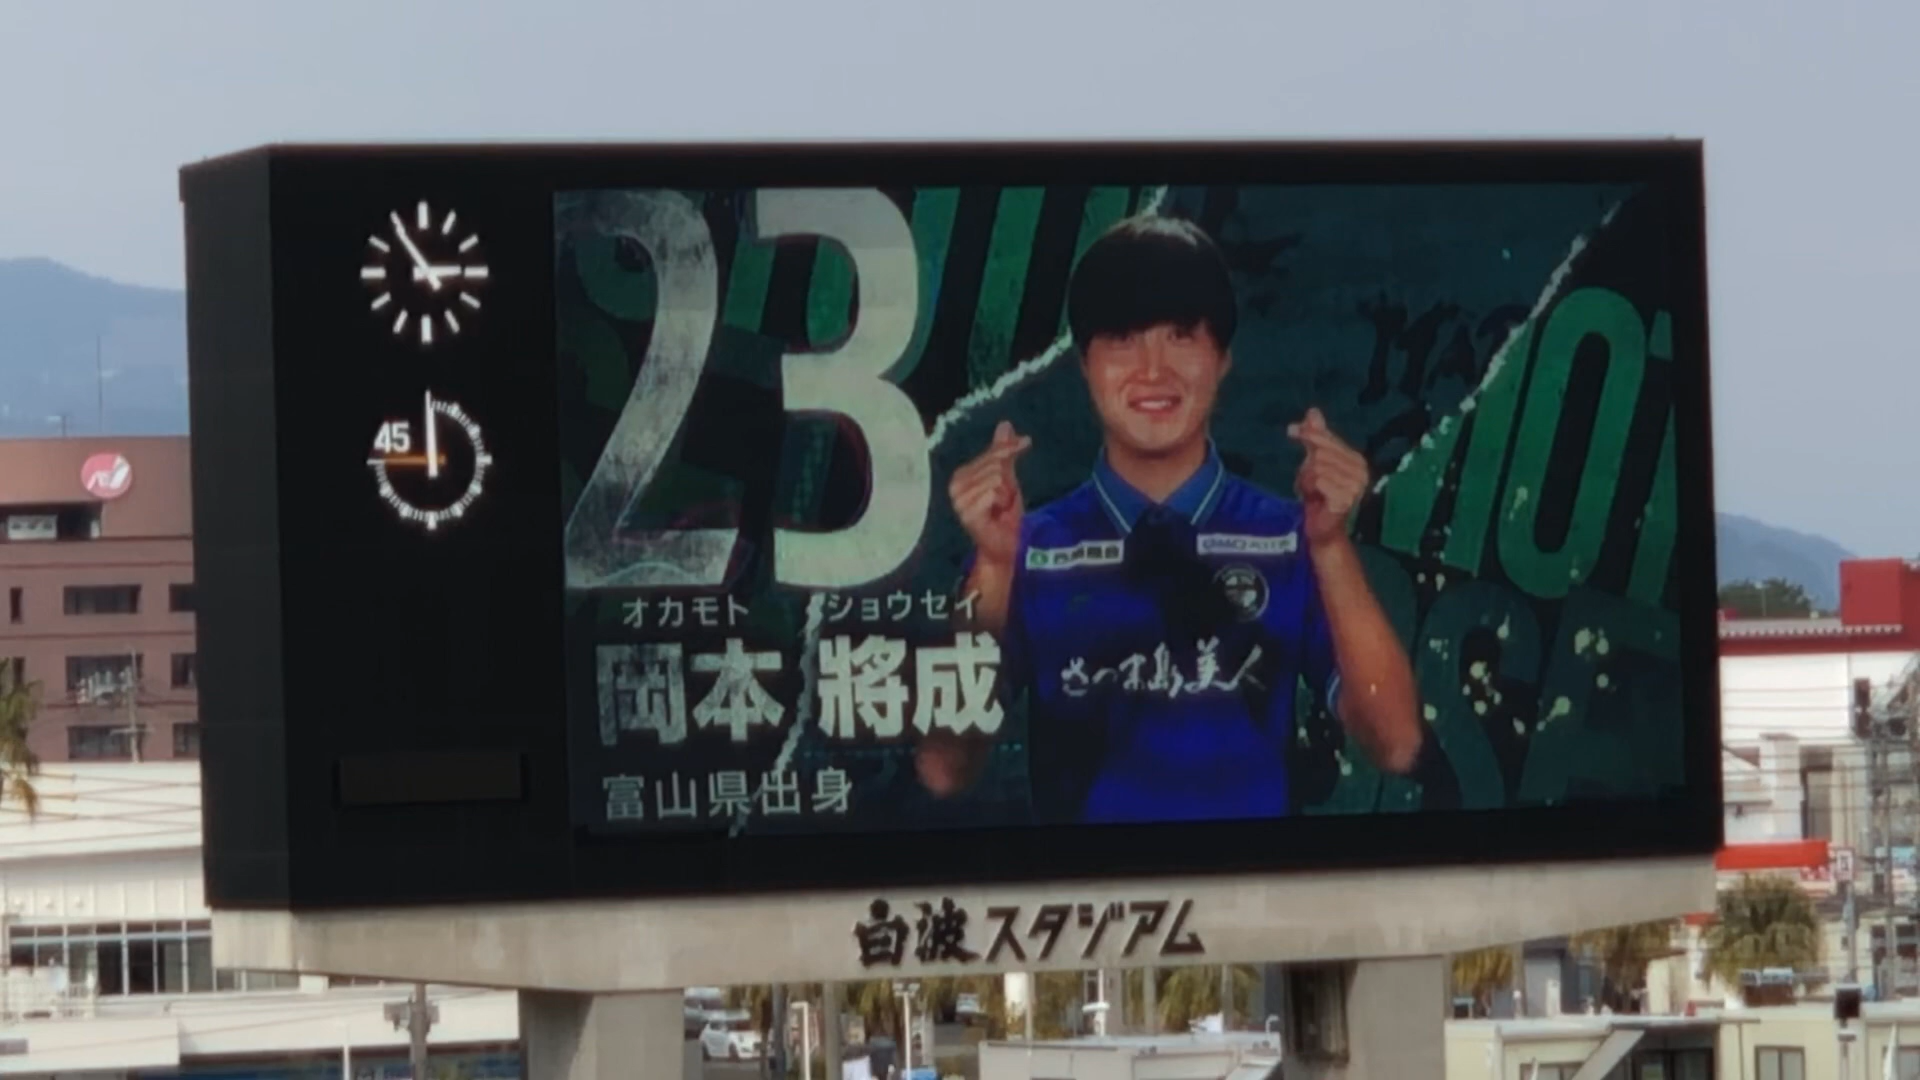 45
23
オカモト ショウセイ
岡本 將成
富山県出身
さつま島美人
白波スタジアム